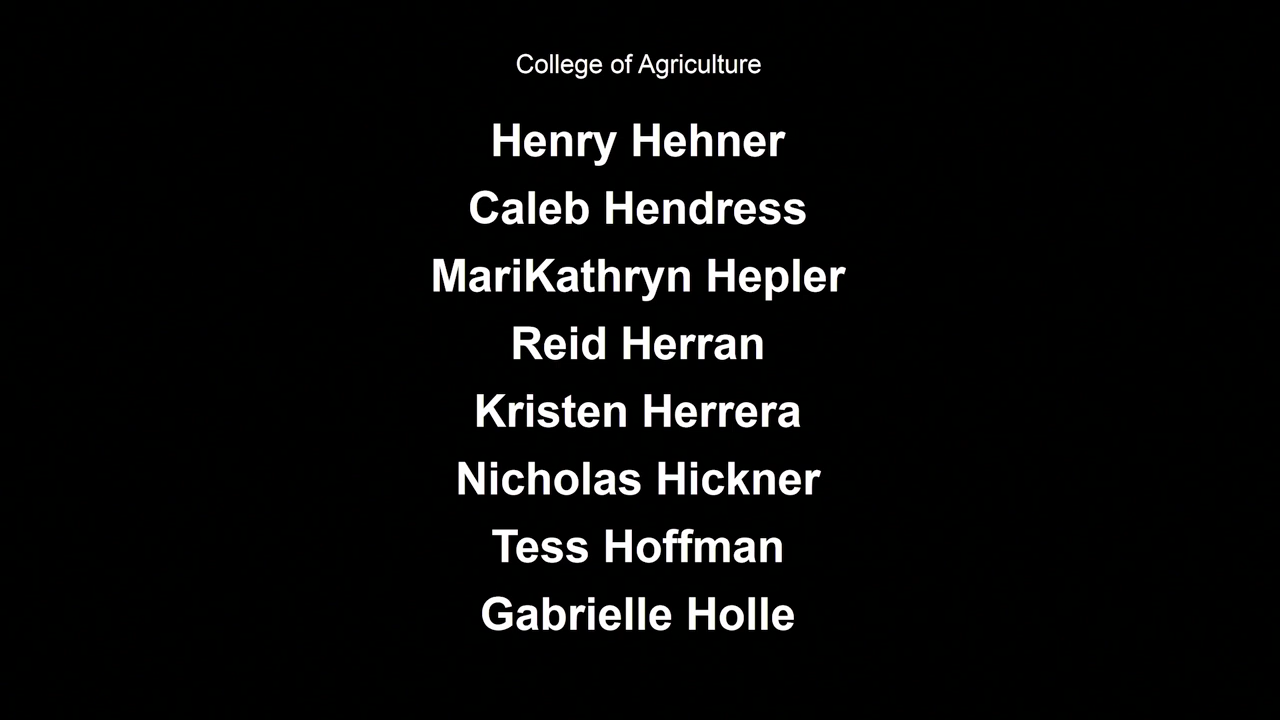 College of Agriculture
Henry Hehner
Caleb Hendress
MariKathryn Hepler
Reid Herran
Kristen Herrera
Nicholas Hickner
Tess Hoffman
Gabrielle Holle